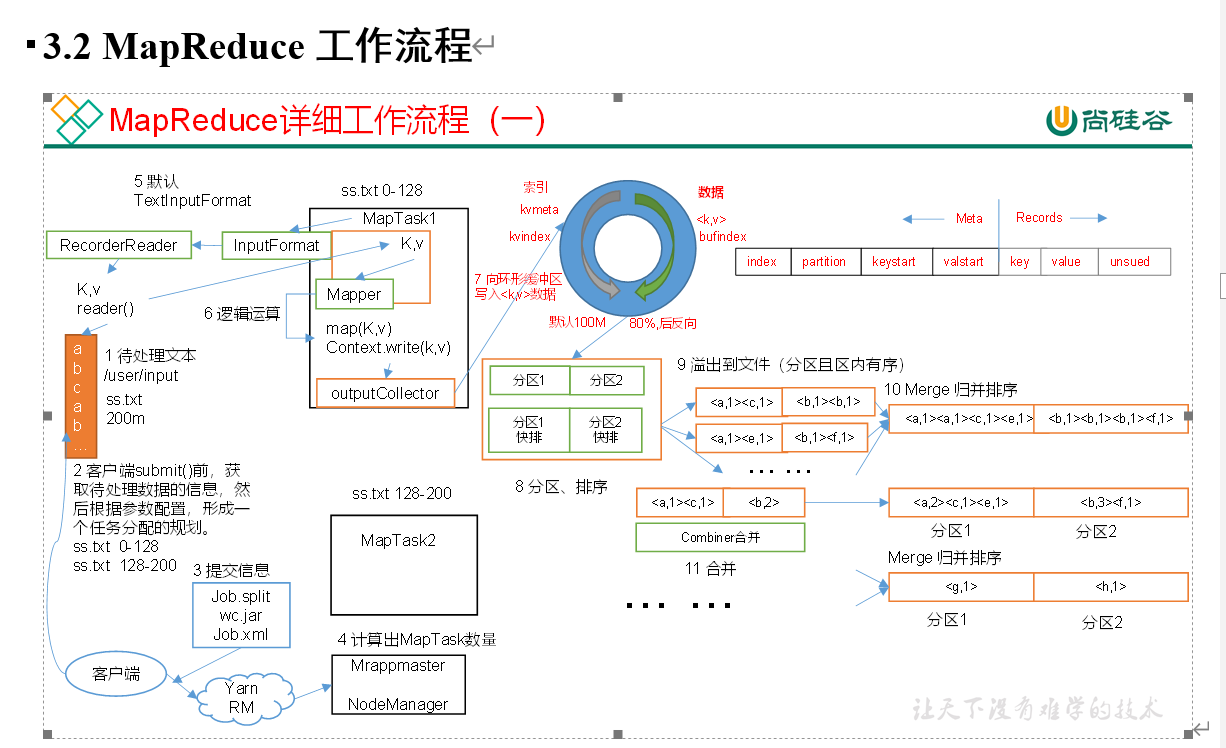 3.2 MapReduce 工作流程
MapReduce详细工作流程（一）
尚硅谷
5 默认
TextInputFormat
RecorderReader
InputFormat
K,v
reader()
6 逻辑运算
ss.txt 0-128
MapTask1
K,v
Mapper
map(K,v)
Context.write(k,v)
outputCollector
a
b
c
a
b
...
1 待处理文本
/user/input
ss.txt
200m
2 客户端submit()前，获
取待处理数据的信息，然
后根据参数配置，形成一
个任务分配的规划。
ss.txt 0-128
ss.txt 128-200
3 提交信息
Job.split
wc.jar
Job.xml
客户端
Yarn
RM
4 计算出MapTask数量
Mrappmaster
NodeManager
ss.txt 128-200
MapTask2
索引
kvmeta
kvindex
数据
<k,v>
bufindex
7 向环形缓冲区
写入<k,v>数据
默认100M
80%,后反向
Meta
Records
index
partition
keystart
valstart
key
value
unsued
分区1
分区2
分区1
快排
分区2
快排
8 分区、排序
9 溢出到文件（分区且区内有序）
<a,1><c,1>
<b,1><b,1>
<a,1><e,1>
<b,1><f,1>
... ...
10 Merge 归并排序
<a,1><a,1><c,1><e,1>
<b,1><b,1><b,1><f,1>
<a,1><c,1>
<b,2>
Combiner合并
11 合并
<a,2><c,1><e,1>
<b,3><f,1>
分区1
分区2
Merge 归并排序
<g,1>
<h,1>
分区1
分区2
... ...
让天下没有难学的技术